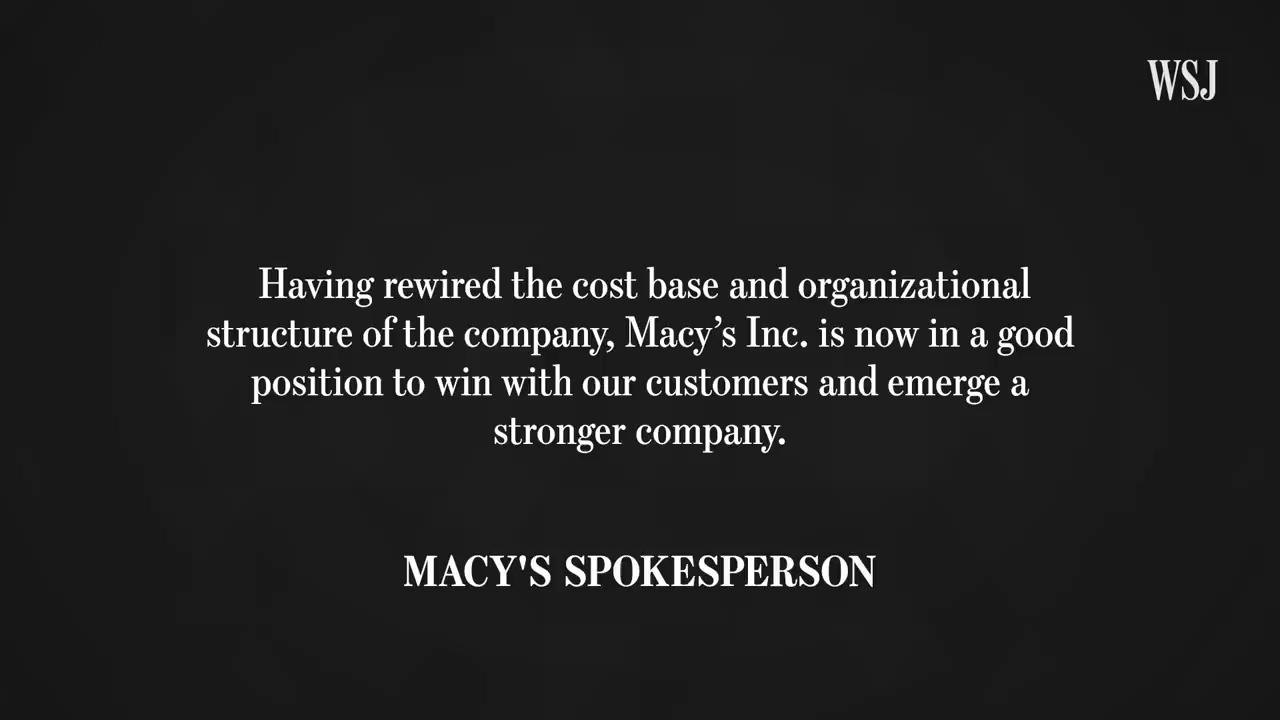 WSJ
Having rewired the cost base and organizational
structure of the company, Macy’s Inc. is now in a good
position to win with our customers and emerge a
stronger company.
MACY'S SPOKESPERSON